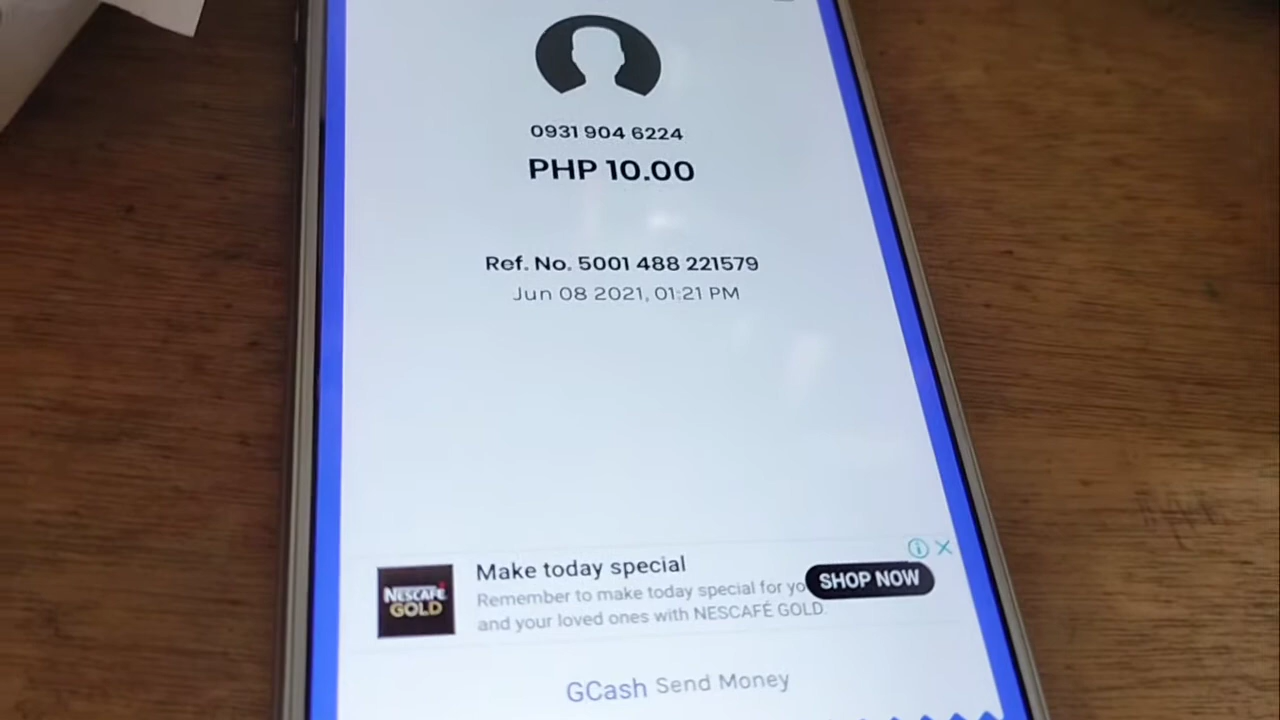 0931 904 6224
PHP 10.00
Ref. No. 5001 488 221579
Jun 08 2021, 01:21 PM
Make today special
Remember to make today special for yo
and your loved ones with NESCAFÉ GOLD.
SHOP NOW
NESCAFÉ
GOLD
GCash Send Money